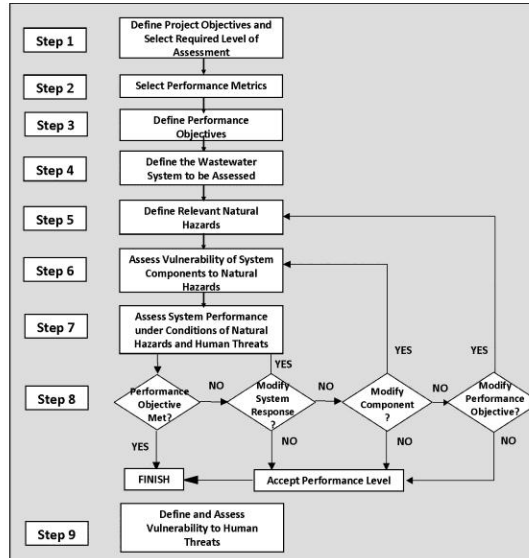 Step 1
Define Project Objectives and
Select Required Level of
Assessment
Step 2
Select Performance Metrics
Step 3
Define Performance
Objectives
Step 4
Define the Wastewater
System to be Assessed
Step 5
Define Relevant Natural
Hazards
Step 6
Assess Vulnerability of System
Components to Natural
Hazards
Step 7
Assess System Performance
under Conditions of Natural
Hazards and Human Threats
YES
YES
YES
Step 8
Performance
Objective
Met?
NO
Modify
System
Response
?
NO
Modify
Component
?
NO
Modify
Performance
Objective?
YES
NO
NO
NO
FINISH
Accept Performance Level
Step 9
Define and Assess
Vulnerability to Human
Threats